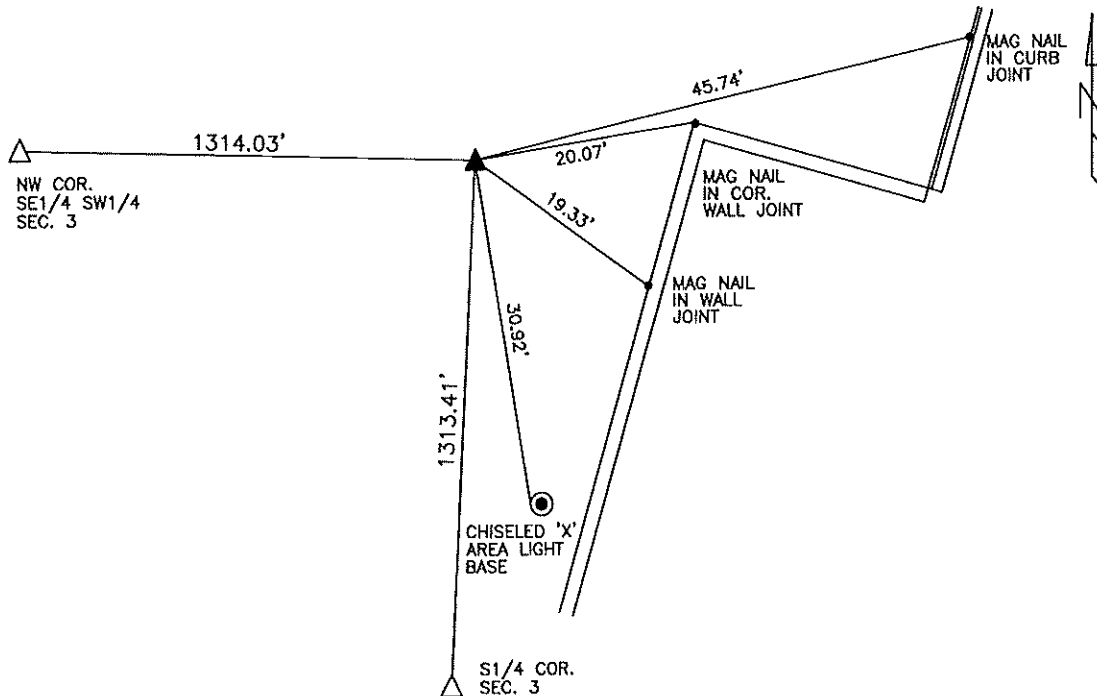 MAG NAIL
IN CURB
JOINT
45.74'
1314.03'
20.07'
NW COR.
SE1/4 SW1/4
SEC. 3
MAG NAIL
IN COR.
WALL JOINT
19.33'
MAG NAIL
IN WALL
JOINT
30.92'
1313.41'
CHISELED 'X'
AREA LIGHT
BASE
S1/4 COR.
SEC. 3